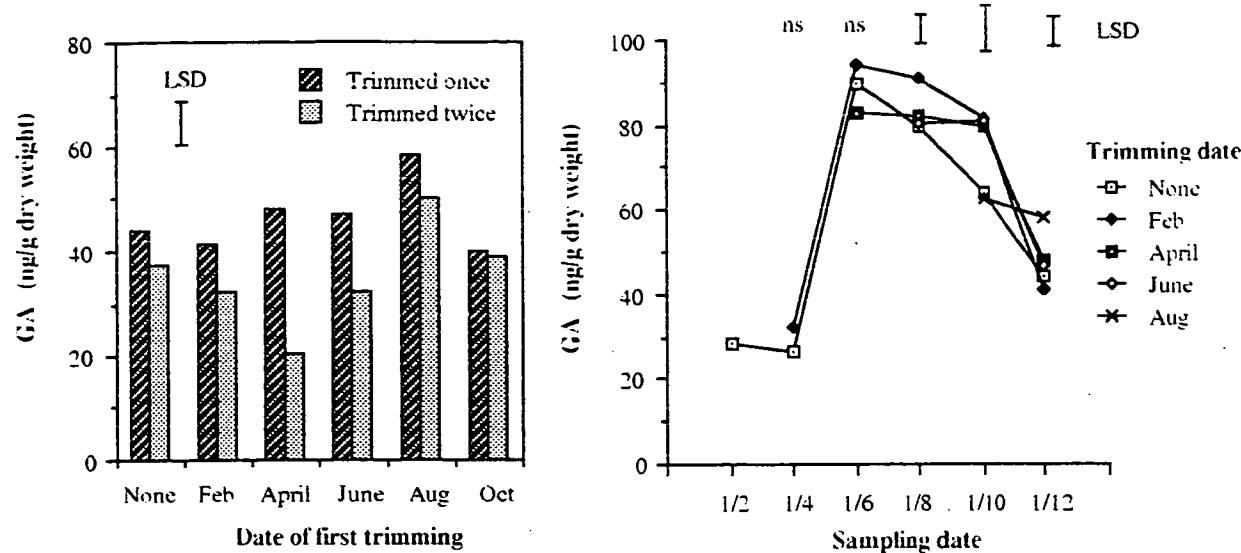 80
60
40
20
0
GA (ng/g dry weight)
LSD
Trimmed once
Trimmed twice
None Feb April June Aug Oct
Date of first trimming
ns ns LSD
100
80
60
40
20
0
GA (ng/g dry weight)
Trimming date
None
Feb
April
June
Aug
1/2 1/4 1/6 1/8 1/10 1/12
Sampling date